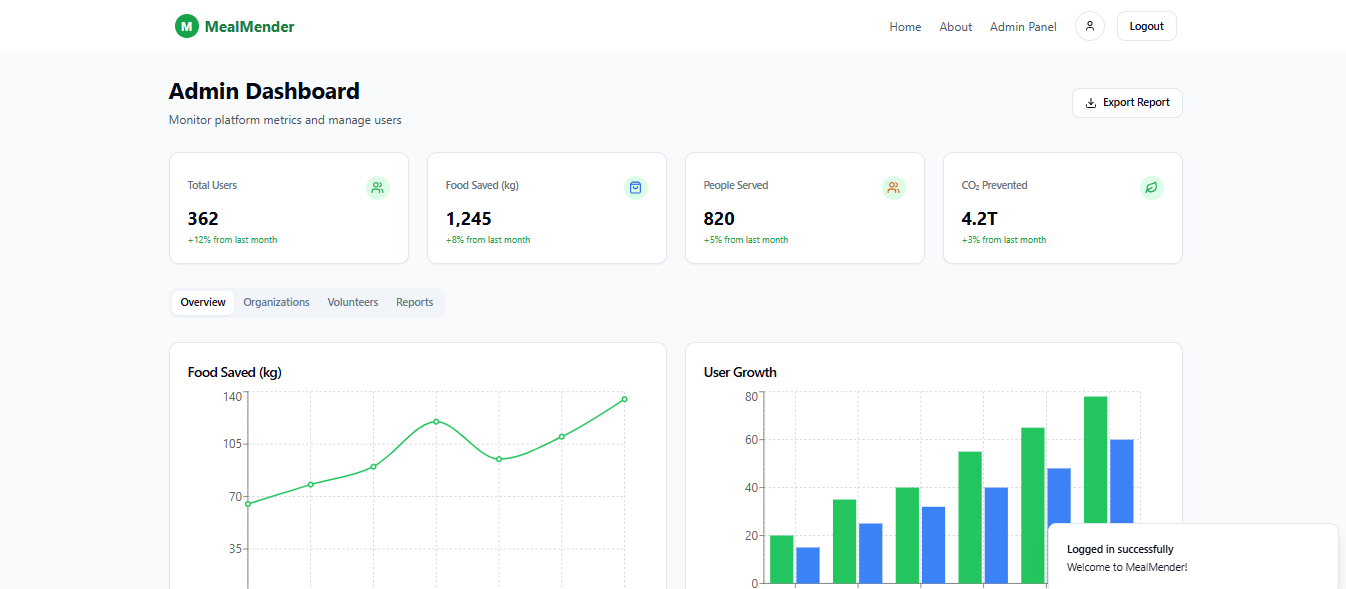 M MealMender
Home About Admin Panel Logout
Admin Dashboard
Monitor platform metrics and manage users
Export Report
Total Users
362
+12% from last month
Food Saved (kg)
1,245
+8% from last month
People Served
820
+5% from last month
CO₂ Prevented
4.2T
+3% from last month
Overview Organizations Volunteers Reports
Food Saved (kg)
140
105
70
35
User Growth
80
60
40
20
0
Logged in successfully
Welcome to MealMender!